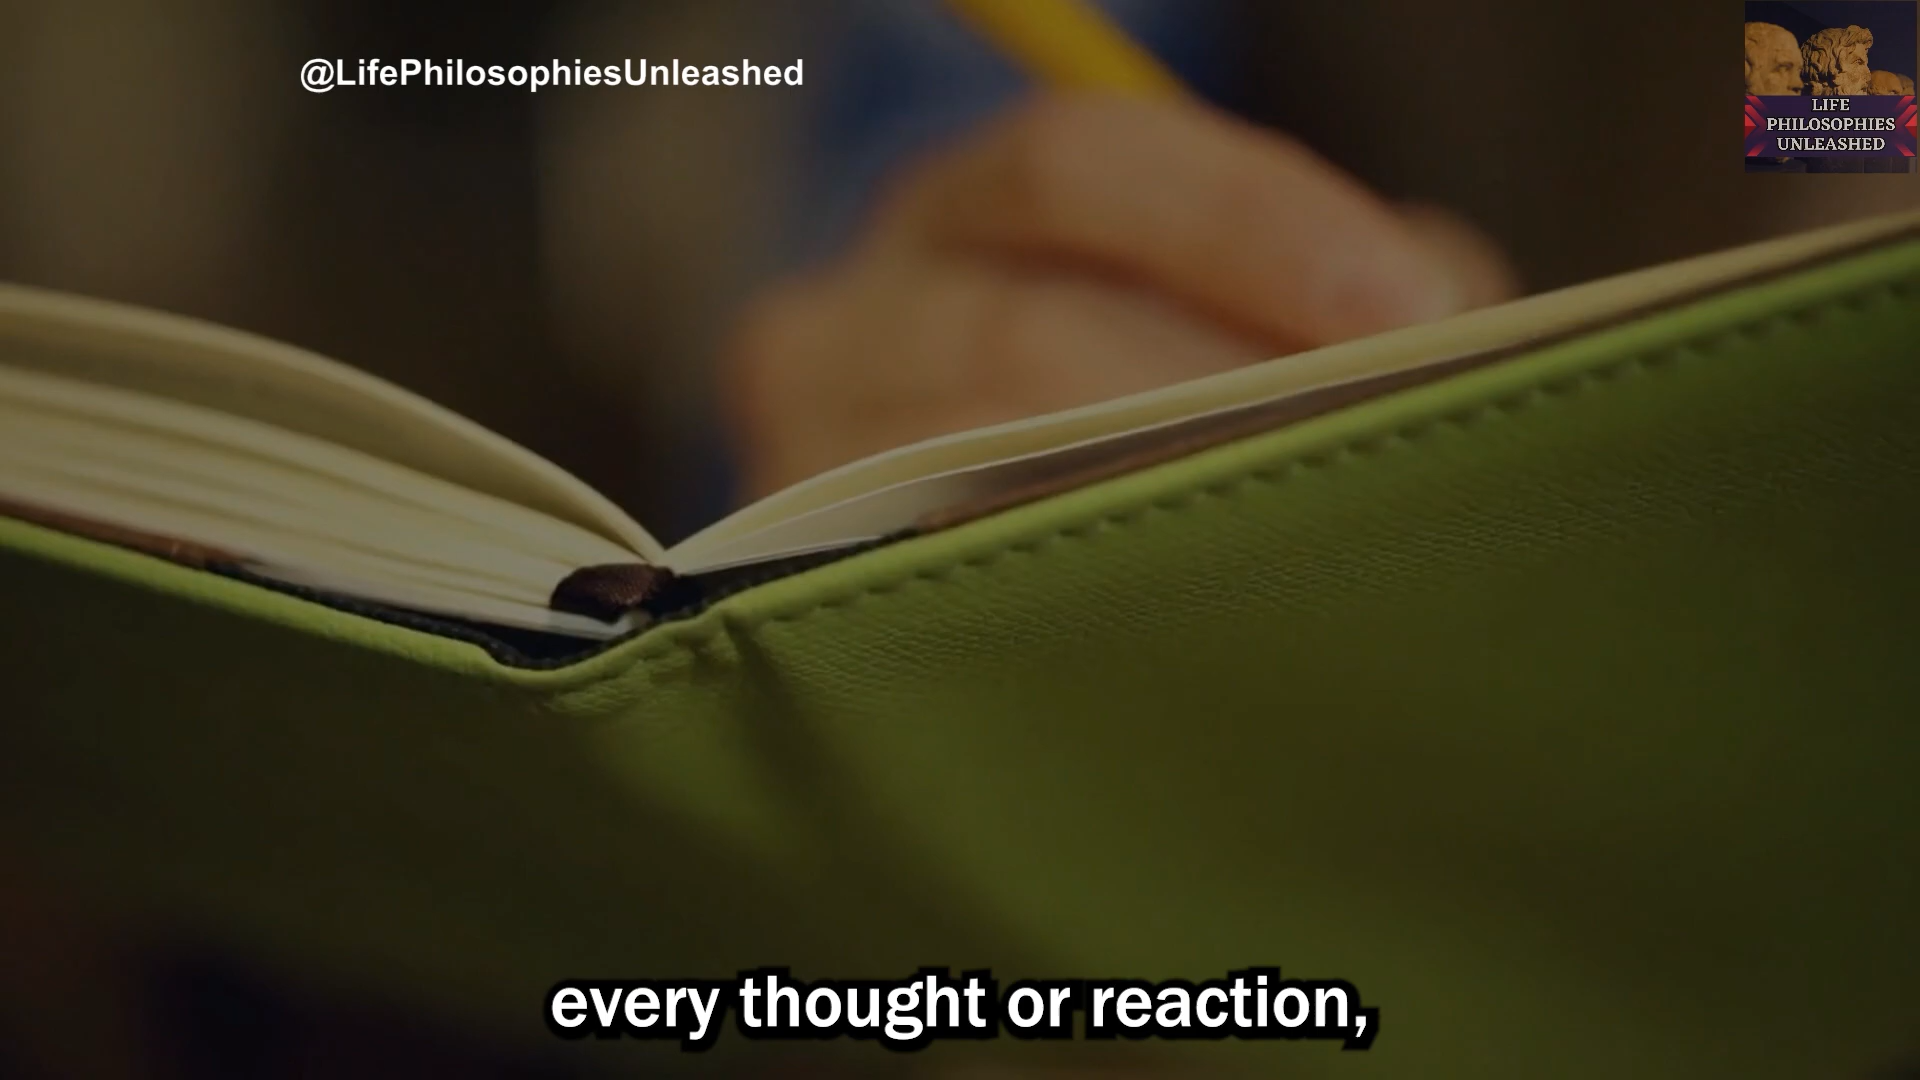 @LifePhilosophiesUnleashed
LIFE
PHILOSOPHIES
UNLEASHED
every thought or reaction,